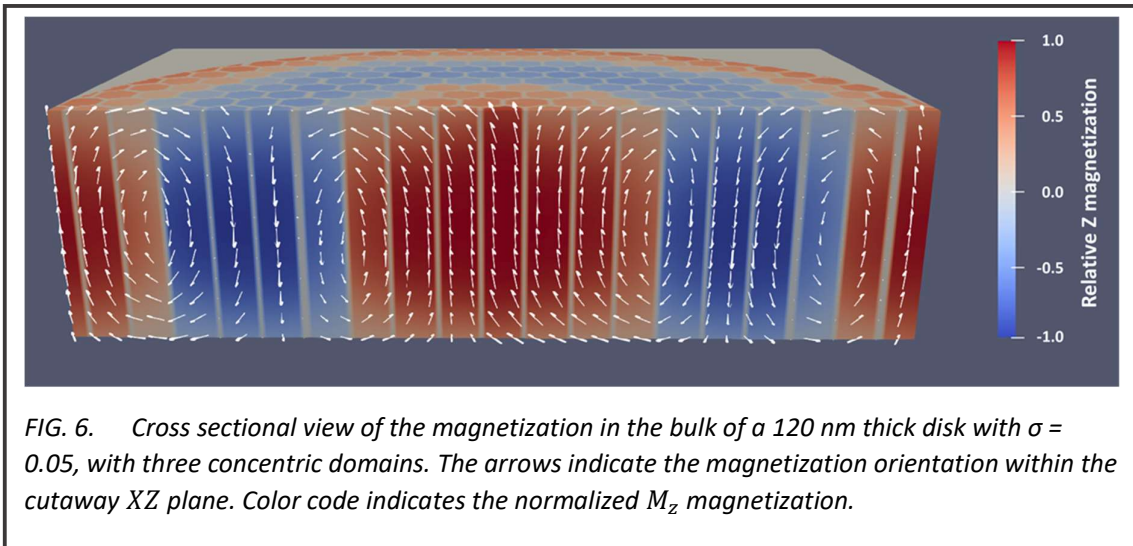 1.0
0.5
0.0
-0.5
-1.0
Relative Z magnetization
FIG. 6. Cross sectional view of the magnetization in the bulk of a 120 nm thick disk with σ =
0.05, with three concentric domains. The arrows indicate the magnetization orientation within the
cutaway XZ plane. Color code indicates the normalized M_z magnetization.